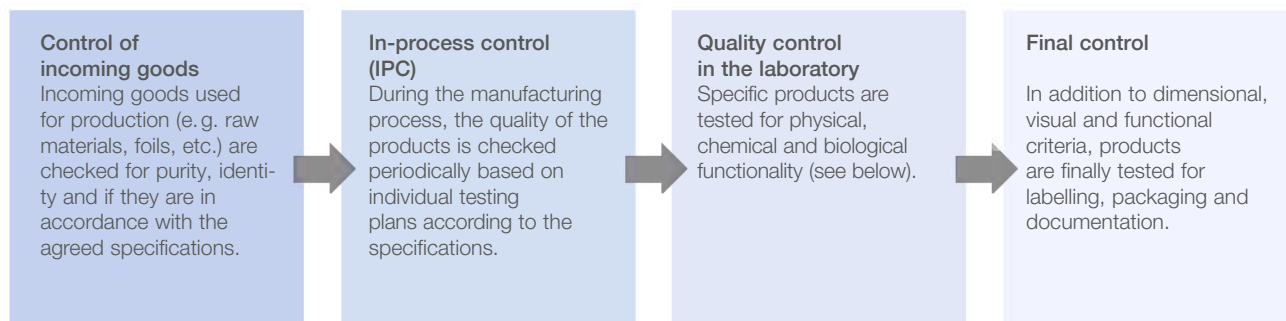 Control of
incoming goods
Incoming goods used
for production (e. g. raw
materials, foils, etc.) are
checked for purity, identi-
ty and if they are in
accordance with the
agreed specifications.
In-process control
(IPC)
During the manufacturing
process, the quality of the
products is checked
periodically based on
individual testing
plans according to the
specifications.
Quality control
in the laboratory
Specific products are
tested for physical,
chemical and biological
functionality (see below).
Final control
In addition to dimensional,
visual and functional
criteria, products
are finally tested for
labelling, packaging and
documentation.